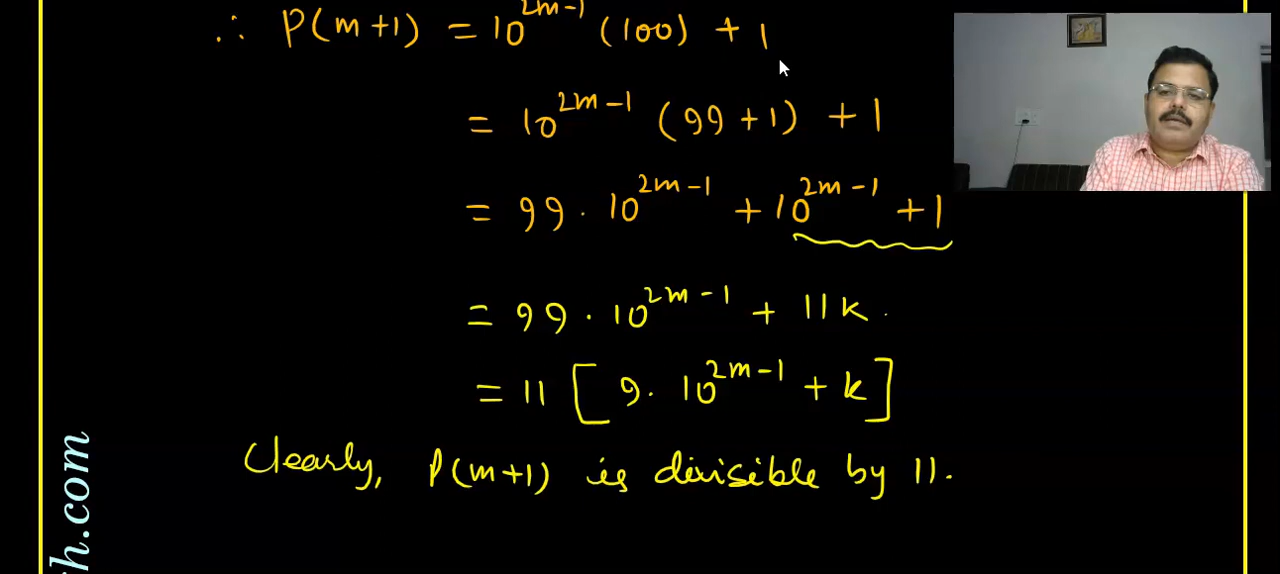 ∴ P(m+1) = 10^{2m-1} (100) + 1
= 10^{2m-1} (99+1) + 1
= 99 · 10^{2m-1} + 10^{2m-1} + 1
= 99 · 10^{2m-1} + 11k.
= 11 [ 9 · 10^{2m-1} + k ]
Clearly, P(m+1) is divisible by 11.
h.com